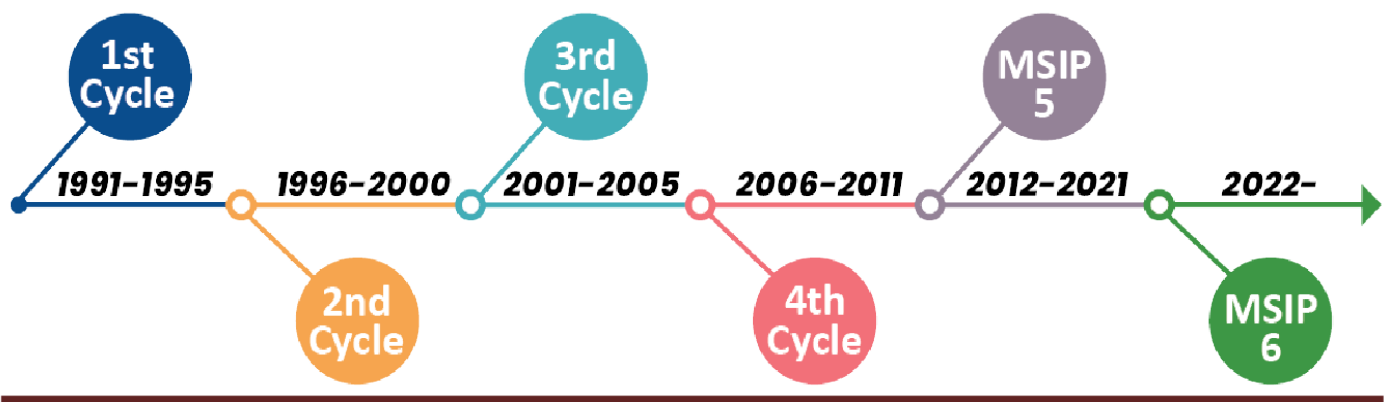 1st
Cycle
3rd
Cycle
MSIP
5
1991-1995
1996-2000
2001-2005
2006-2011
2012-2021
2022-
2nd
Cycle
4th
Cycle
MSIP
6